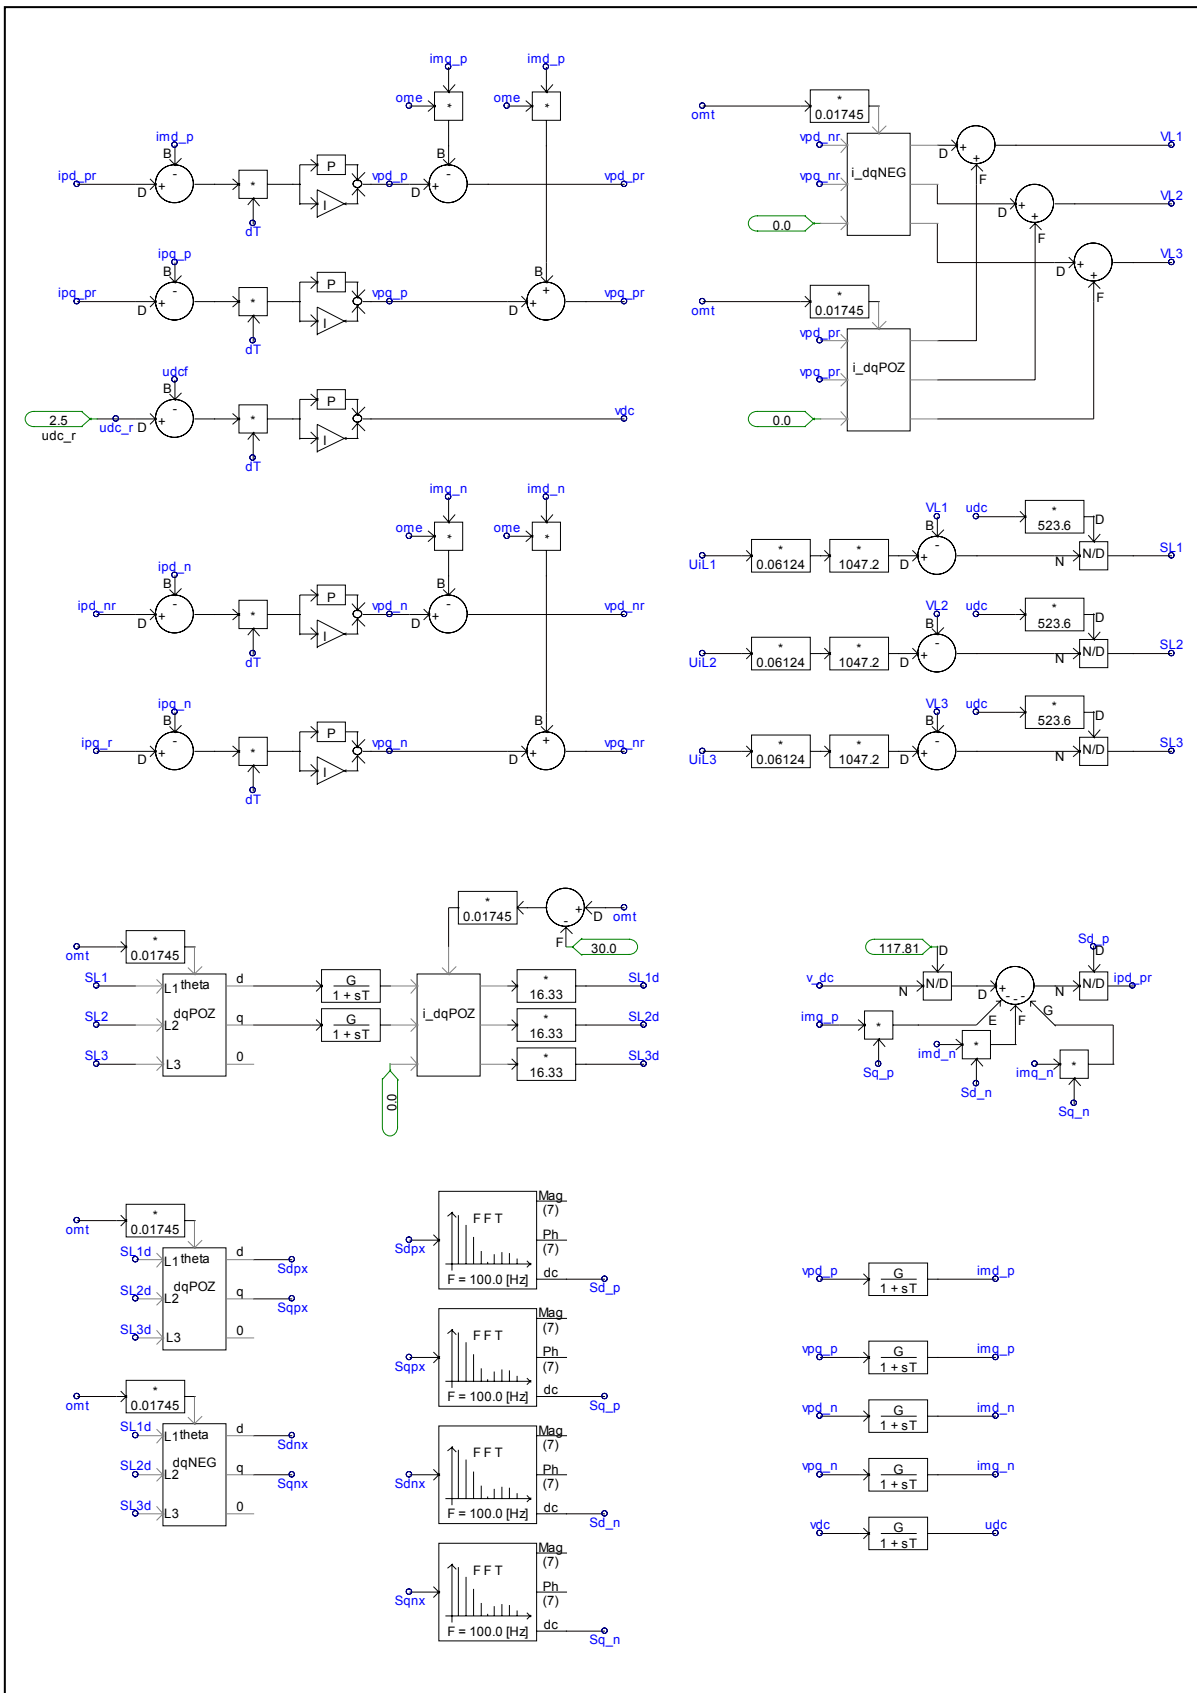 imq_p
imd_p
ome
*
ome
*
imd_p
B
ipd_pr
D
+
-
*
dT
P
I
vpd_p
D
B
+
-
vpd_pr
ipq_p
B
ipq_pr
D
+
-
*
dT
P
I
vpq_p
D
B
+
+
vpq_pr
udcf
B
2.5
udc_r
udc_r
D
+
-
*
dT
P
I
vdc
imq_n
imd_n
ome
*
ome
*
ipd_n
B
ipd_nr
D
+
-
*
dT
P
I
vpd_n
D
B
+
-
vpd_nr
ipq_n
B
ipq_r
D
+
-
*
dT
P
I
vpq_n
D
B
+
+
vpq_nr
omt
*
0.01745
vpd_nr
vpq_nr
0.0
i_dqNEG
D
+
+
F
VL1
D
+
+
F
VL2
D
+
+
F
VL3
omt
*
0.01745
vpd_pr
vpq_pr
0.0
i_dqPOZ
VL1
udc
*
523.6
UiL1
*
0.06124
*
1047.2
D
B
+
-
N
D
N/D
SL1
VL2
udc
*
523.6
UiL2
*
0.06124
*
1047.2
D
B
+
-
N
D
N/D
SL2
VL3
udc
*
523.6
UiL3
*
0.06124
*
1047.2
D
B
+
-
N
D
N/D
SL3
omt
*
0.01745
SL1
SL2
SL3
L1
theta
dqPOZ
L2
L3
d
q
0
G
1 + sT
G
1 + sT
*
0.01745
+
-
D
omt
F
30.0
i_dqPOZ
0.0
*
16.33
SL1d
*
16.33
SL2d
*
16.33
SL3d
117.81
D
v_dc
N
N/D
D
+
-
-
-
E
F
G
Sd_p
D
N
N/D
ipd_pr
imq_p
*
Sq_p
imd_n
*
Sd_n
imq_n
*
Sq_n
omt
*
0.01745
SL1d
SL2d
SL3d
L1
theta
dqPOZ
L2
L3
d
q
0
Sdpx
Sqpx
omt
*
0.01745
SL1d
SL2d
SL3d
L1
theta
dqNEG
L2
L3
d
q
0
Sdnx
Sqnx
Sdpx
F F T
F = 100.0 [Hz]
Mag
(7)
Ph
(7)
dc
Sd_p
Sqpx
F F T
F = 100.0 [Hz]
Mag
(7)
Ph
(7)
dc
Sq_p
Sdnx
F F T
F = 100.0 [Hz]
Mag
(7)
Ph
(7)
dc
Sd_n
Sqnx
F F T
F = 100.0 [Hz]
Mag
(7)
Ph
(7)
dc
Sq_n
vpd_p
G
1 + sT
imd_p
vpq_p
G
1 + sT
imq_p
vpd_n
G
1 + sT
imd_n
vpq_n
G
1 + sT
imq_n
vdc
G
1 + sT
udc